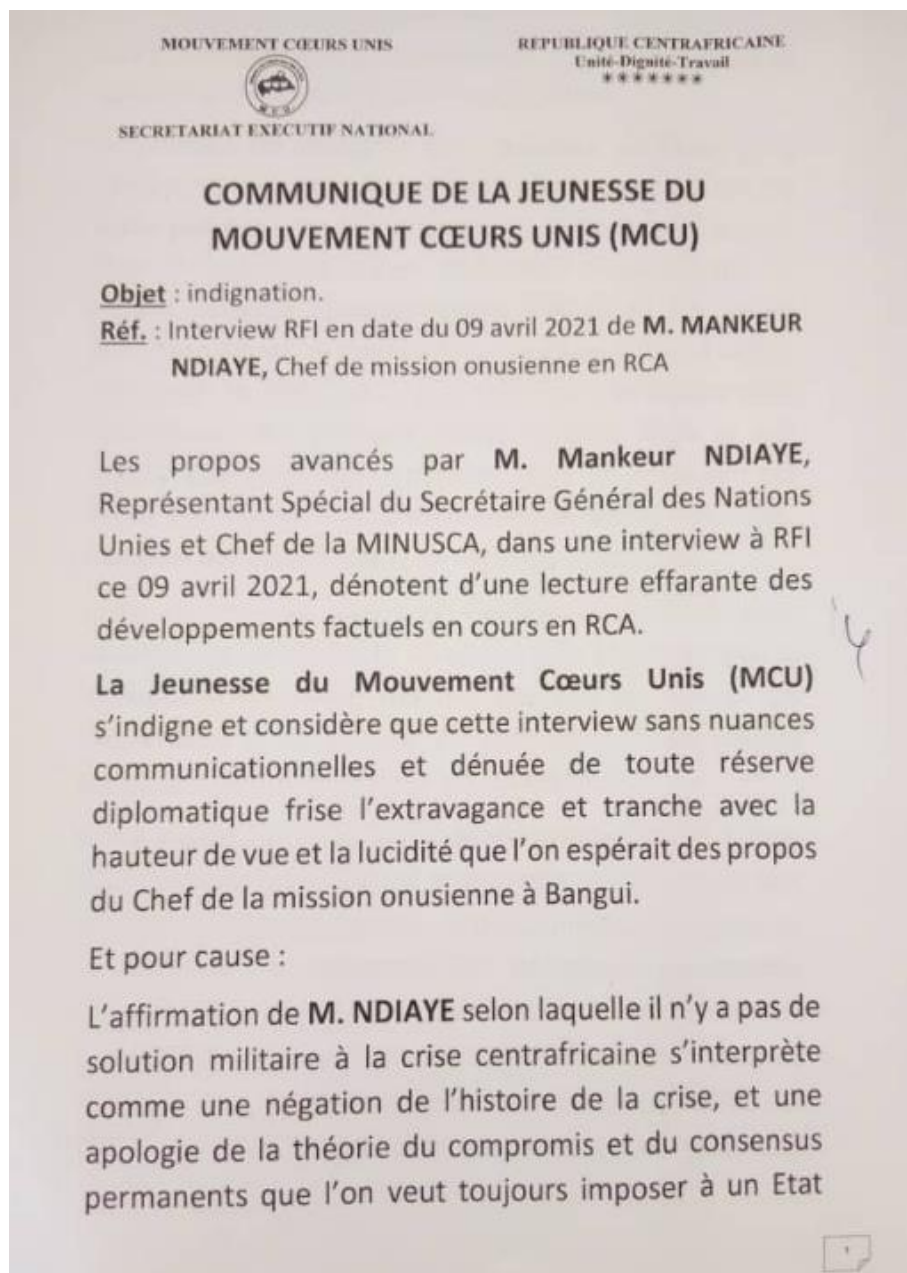 MOUVEMENT CŒURS UNIS
REPUBLIQUE CENTRAFRICAINE
Unité-Dignité-Travail
*******
M.C.U.
SECRETARIAT EXECUTIF NATIONAL
COMMUNIQUE DE LA JEUNESSE DU
MOUVEMENT CŒURS UNIS (MCU)
Objet : indignation.
Réf. : Interview RFI en date du 09 avril 2021 de M. MANKEUR
NDIAYE, Chef de mission onusienne en RCA
Les propos avancés par M. Mankeur NDIAYE,
Représentant Spécial du Secrétaire Général des Nations
Unies et Chef de la MINUSCA, dans une interview à RFI
ce 09 avril 2021, dénotent d'une lecture effarante des
développements factuels en cours en RCA.
La Jeunesse du Mouvement Cœurs Unis (MCU)
s'indigne et considère que cette interview sans nuances
communicationnelles et dénuée de toute réserve
diplomatique frise l'extravagance et tranche avec la
hauteur de vue et la lucidité que l'on espérait des propos
du Chef de la mission onusienne à Bangui.
Et pour cause :
L'affirmation de M. NDIAYE selon laquelle il n'y a pas de
solution militaire à la crise centrafricaine s'interprète
comme une négation de l'histoire de la crise, et une
apologie de la théorie du compromis et du consensus
permanents que l'on veut toujours imposer à un Etat
1